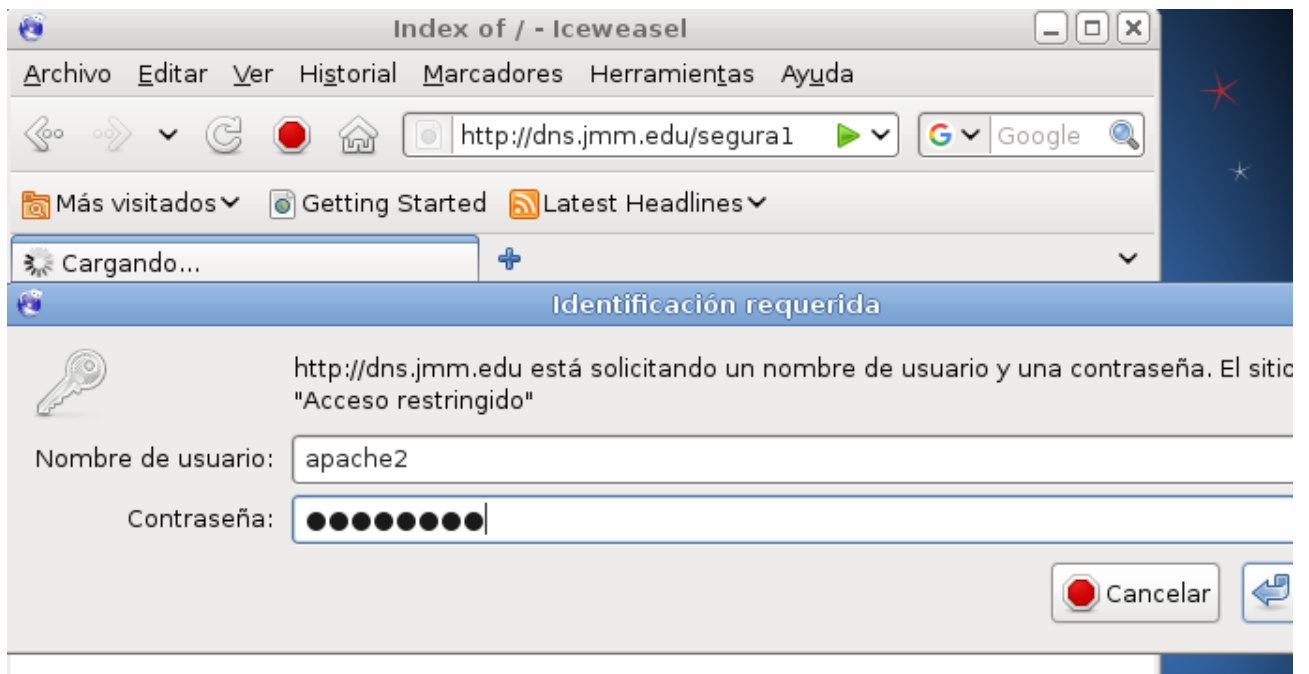 Index of / - Iceweasel
Archivo Editar Ver Historial Marcadores Herramientas Ayuda
http://dns.jmm.edu/segura1 G Google
Más visitados Getting Started Latest Headlines
Cargando...
Identificación requerida
http://dns.jmm.edu está solicitando un nombre de usuario y una contraseña. El sitio
"Acceso restringido"
Nombre de usuario: apache2
Contraseña: ●●●●●●●●
Cancelar